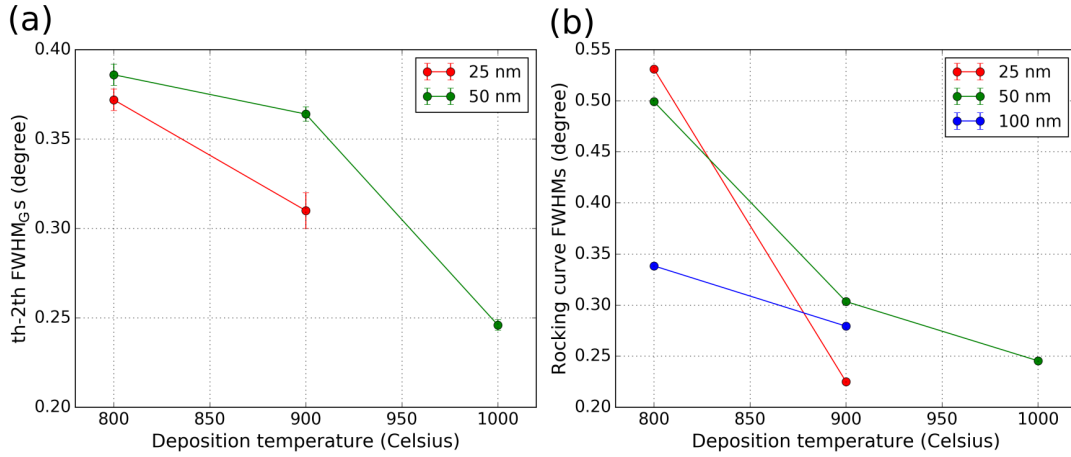 (a)
0.40
0.35
0.30
0.25
0.20
th-2th FWHM_G s (degree)
25 nm
50 nm
800
850
900
950
1000
Deposition temperature (Celsius)
(b)
0.55
0.50
0.45
0.40
0.35
0.30
0.25
0.20
Rocking curve FWHMs (degree)
25 nm
50 nm
100 nm
800
850
900
950
1000
Deposition temperature (Celsius)